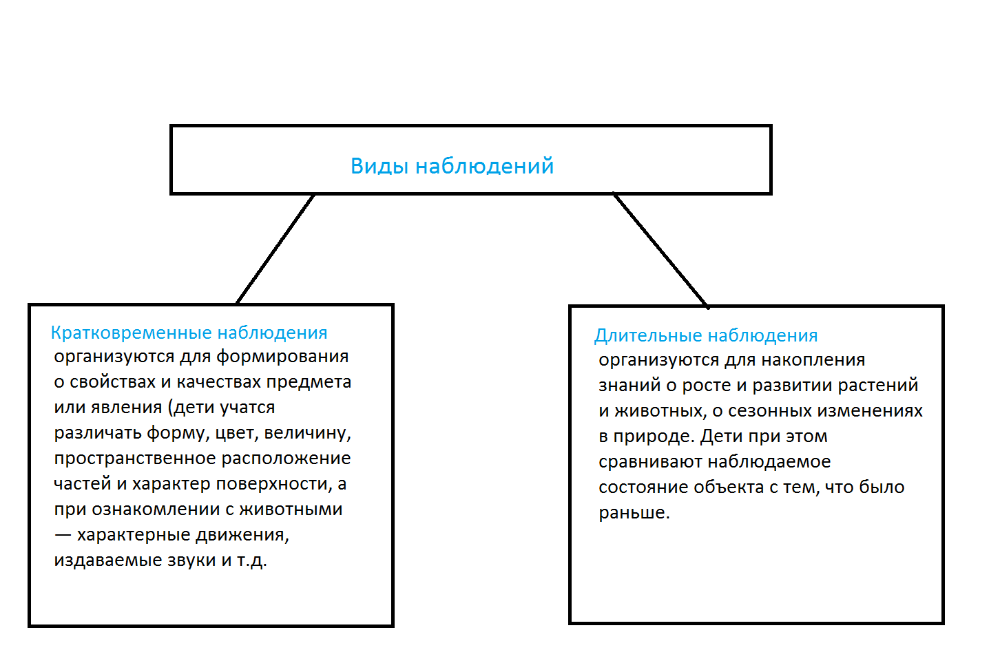 Виды наблюдений
Кратковременные наблюдения
организуются для формирования
о свойствах и качествах предмета
или явления (дети учатся
различать форму, цвет, величину,
пространственное расположение
частей и характер поверхности, а
при ознакомлении с животными
— характерные движения,
издаваемые звуки и т.д.
Длительные наблюдения
организуются для накопления
знаний о росте и развитии растений
и животных, о сезонных изменениях
в природе. Дети при этом
сравнивают наблюдаемое
состояние объекта с тем, что было
раньше.